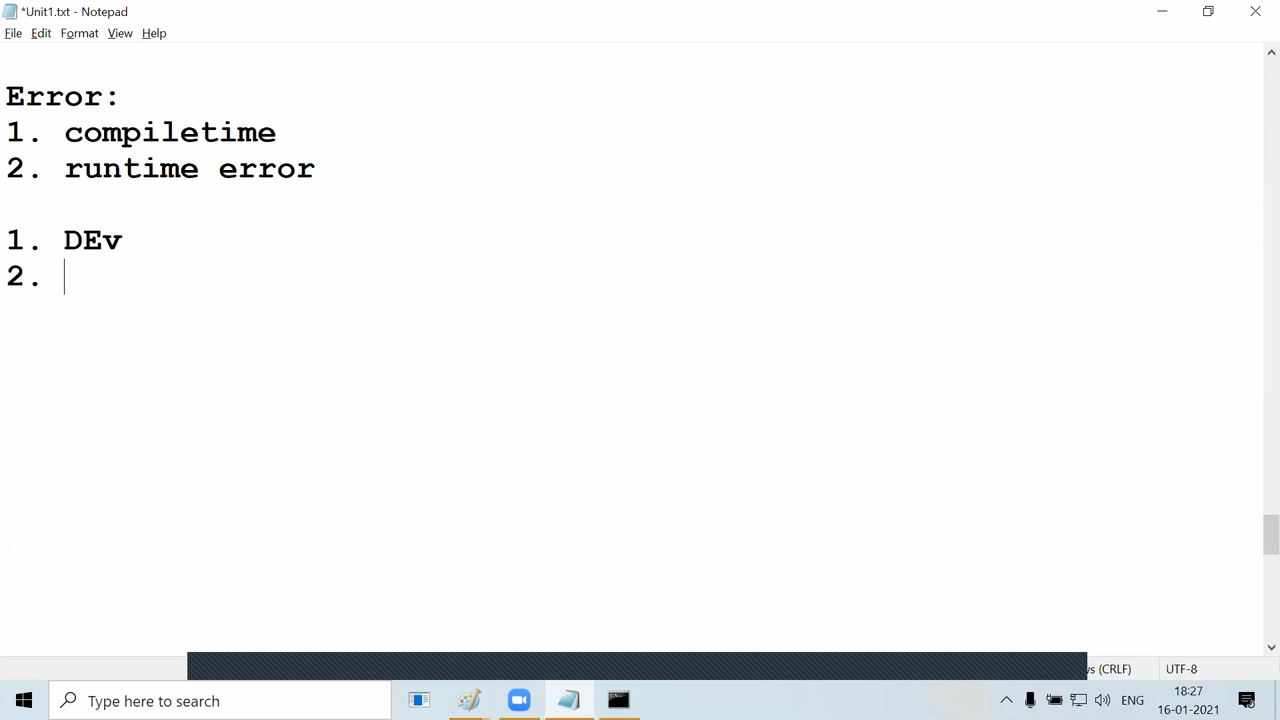 *Unit1.txt - Notepad
File Edit Format View Help
Error:
1. compiletime
2. runtime error
1. DEv
2.
(CRLF) UTF-8
Type here to search
ENG
18:27
16-01-2021